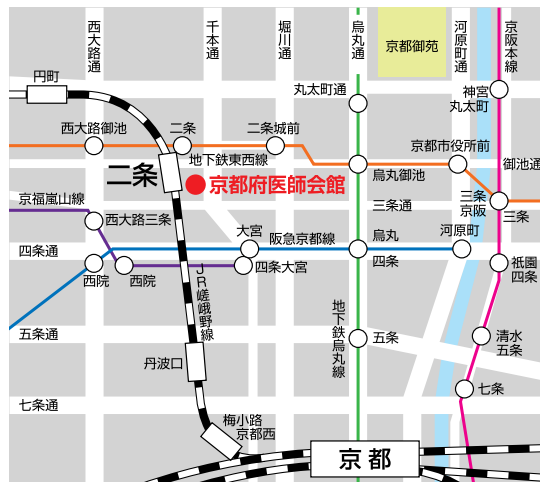 西大路通
千本通
堀川通
烏丸通
京都御苑
河原町通
京阪本線
円町
丸太町通
神宮
丸太町
西大路御池
二条
二条城前
京都市役所前
地下鉄東西線
御池通
二条
京都府医師会館
烏丸御池
京福嵐山線
三条通
三条
京阪
三条
西大路三条
大宮
阪急京都線
烏丸
河原町
四条通
西院
西院
四条大宮
四条
祇園
四条
JR嵯峨野線
地下鉄烏丸線
五条通
五条
清水
五条
丹波口
七条
七条通
梅小路
京都西
京都